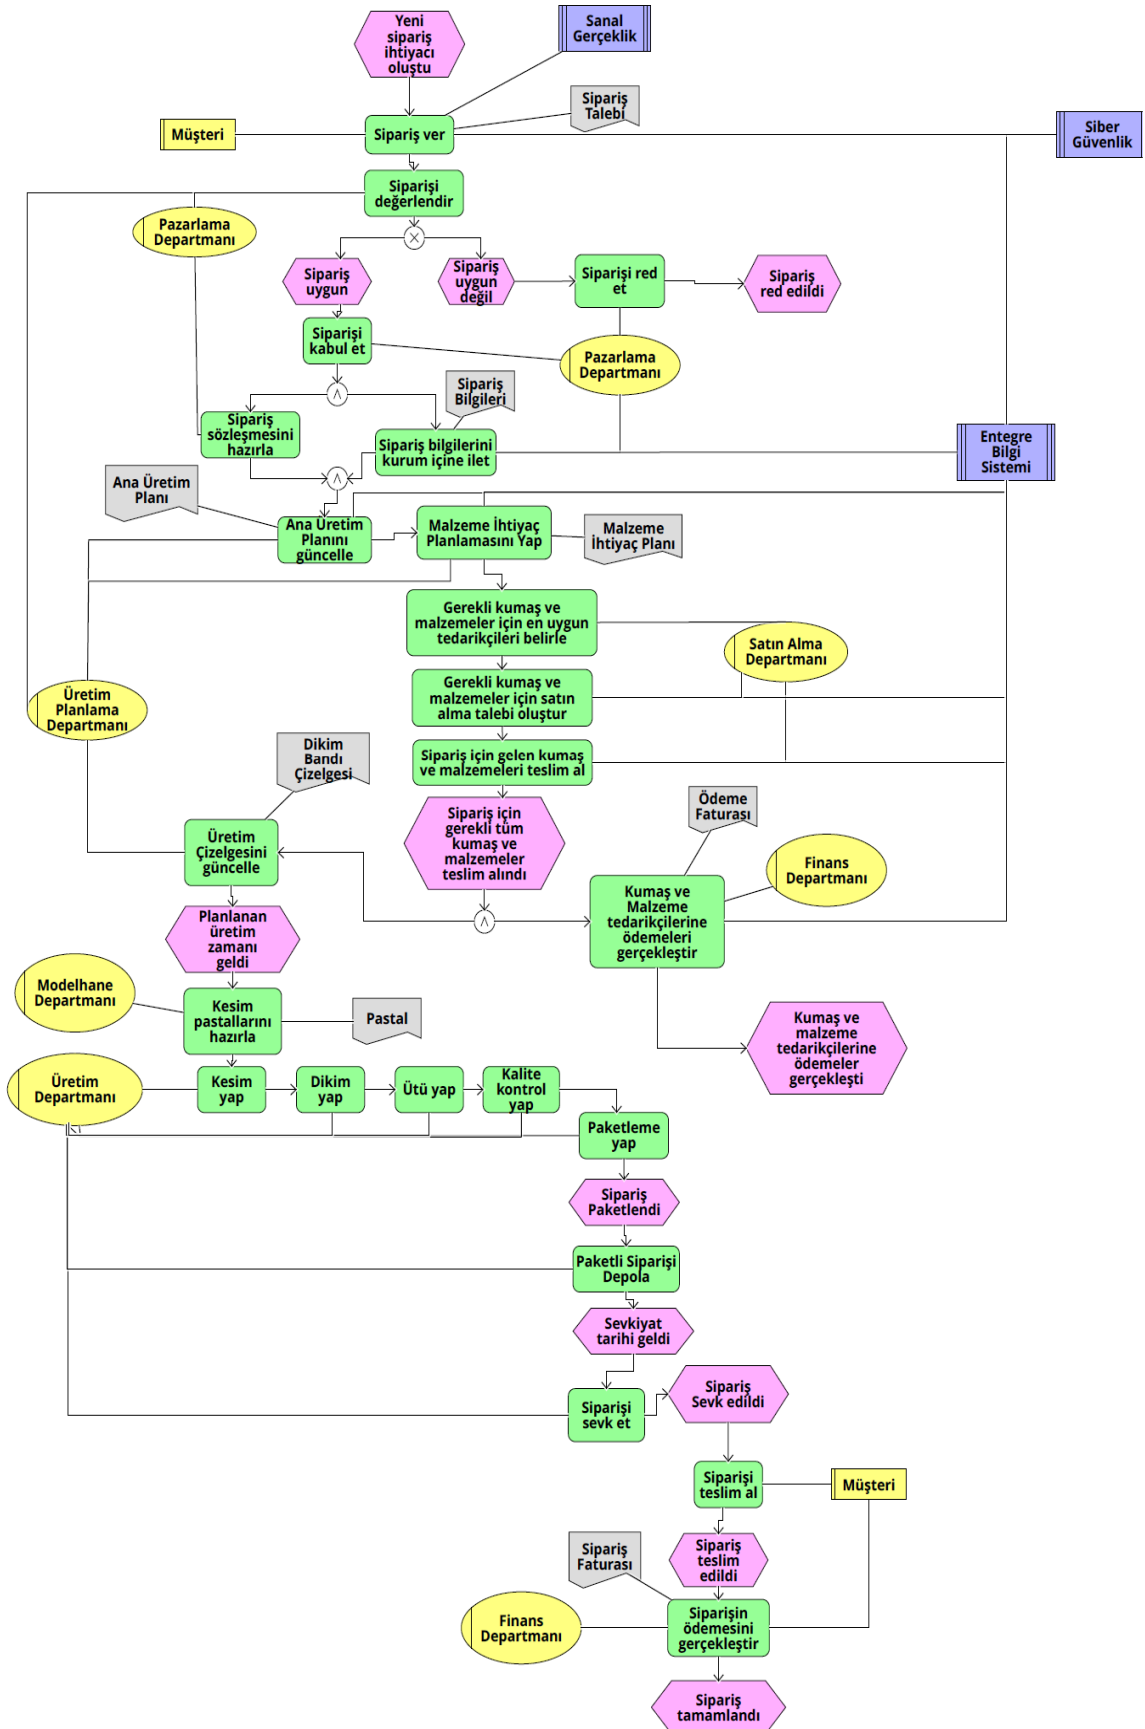 Yeni
sipariş
ihtiyacı
oluştu
Sanal
Gerçeklik
Sipariş
Talebi
Müşteri
Sipariş ver
Siber
Güvenlik
Siparişi
değerlendir
Pazarlama
Departmanı
Sipariş
uygun
Sipariş
uygun
değil
Siparişi red
et
Sipariş
red edildi
Siparişi
kabul et
Pazarlama
Departmanı
Sipariş
Bilgileri
Sipariş
sözleşmesini
hazırla
Sipariş bilgilerini
kurum içine ilet
Entegre
Bilgi
Sistemi
Ana Üretim
Planı
Ana Üretim
Planını
güncelle
Malzeme İhtiyaç
Planlamasını Yap
Malzeme
İhtiyaç Planı
Gerekli kumaş ve
malzemeler için en uygun
tedarikçileri belirle
Satın Alma
Departmanı
Gerekli kumaş ve
malzemeler için satın
alma talebi oluştur
Üretim
Planlama
Departmanı
Dikim
Bandı
Çizelgesi
Sipariş için gelen kumaş
ve malzemeleri teslim al
Sipariş için
gerekli tüm
kumaş ve
malzemeler
teslim alındı
Ödeme
Faturası
Üretim
Çizelgesini
güncelle
Finans
Departmanı
Kumaş ve
Malzeme
tedarikçilerine
ödemeleri
gerçekleştir
Planlanan
üretim
zamanı
geldi
Modelhane
Departmanı
Kesim
pastallarını
hazırla
Pastal
Kumaş ve
malzeme
tedarikçilerine
ödemeler
gerçekleşti
Üretim
Departmanı
Kesim
yap
Dikim
yap
Ütü yap
Kalite
kontrol
yap
Paketleme
yap
Sipariş
Paketlendi
Paketli Siparişi
Depola
Sevkiyat
tarihi geldi
Siparişi
sevk et
Sipariş
Sevk edildi
Siparişi
teslim al
Müşteri
Sipariş
teslim
edildi
Sipariş
Faturası
Finans
Departmanı
Siparişin
ödemesini
gerçekleştir
Sipariş
tamamlandı